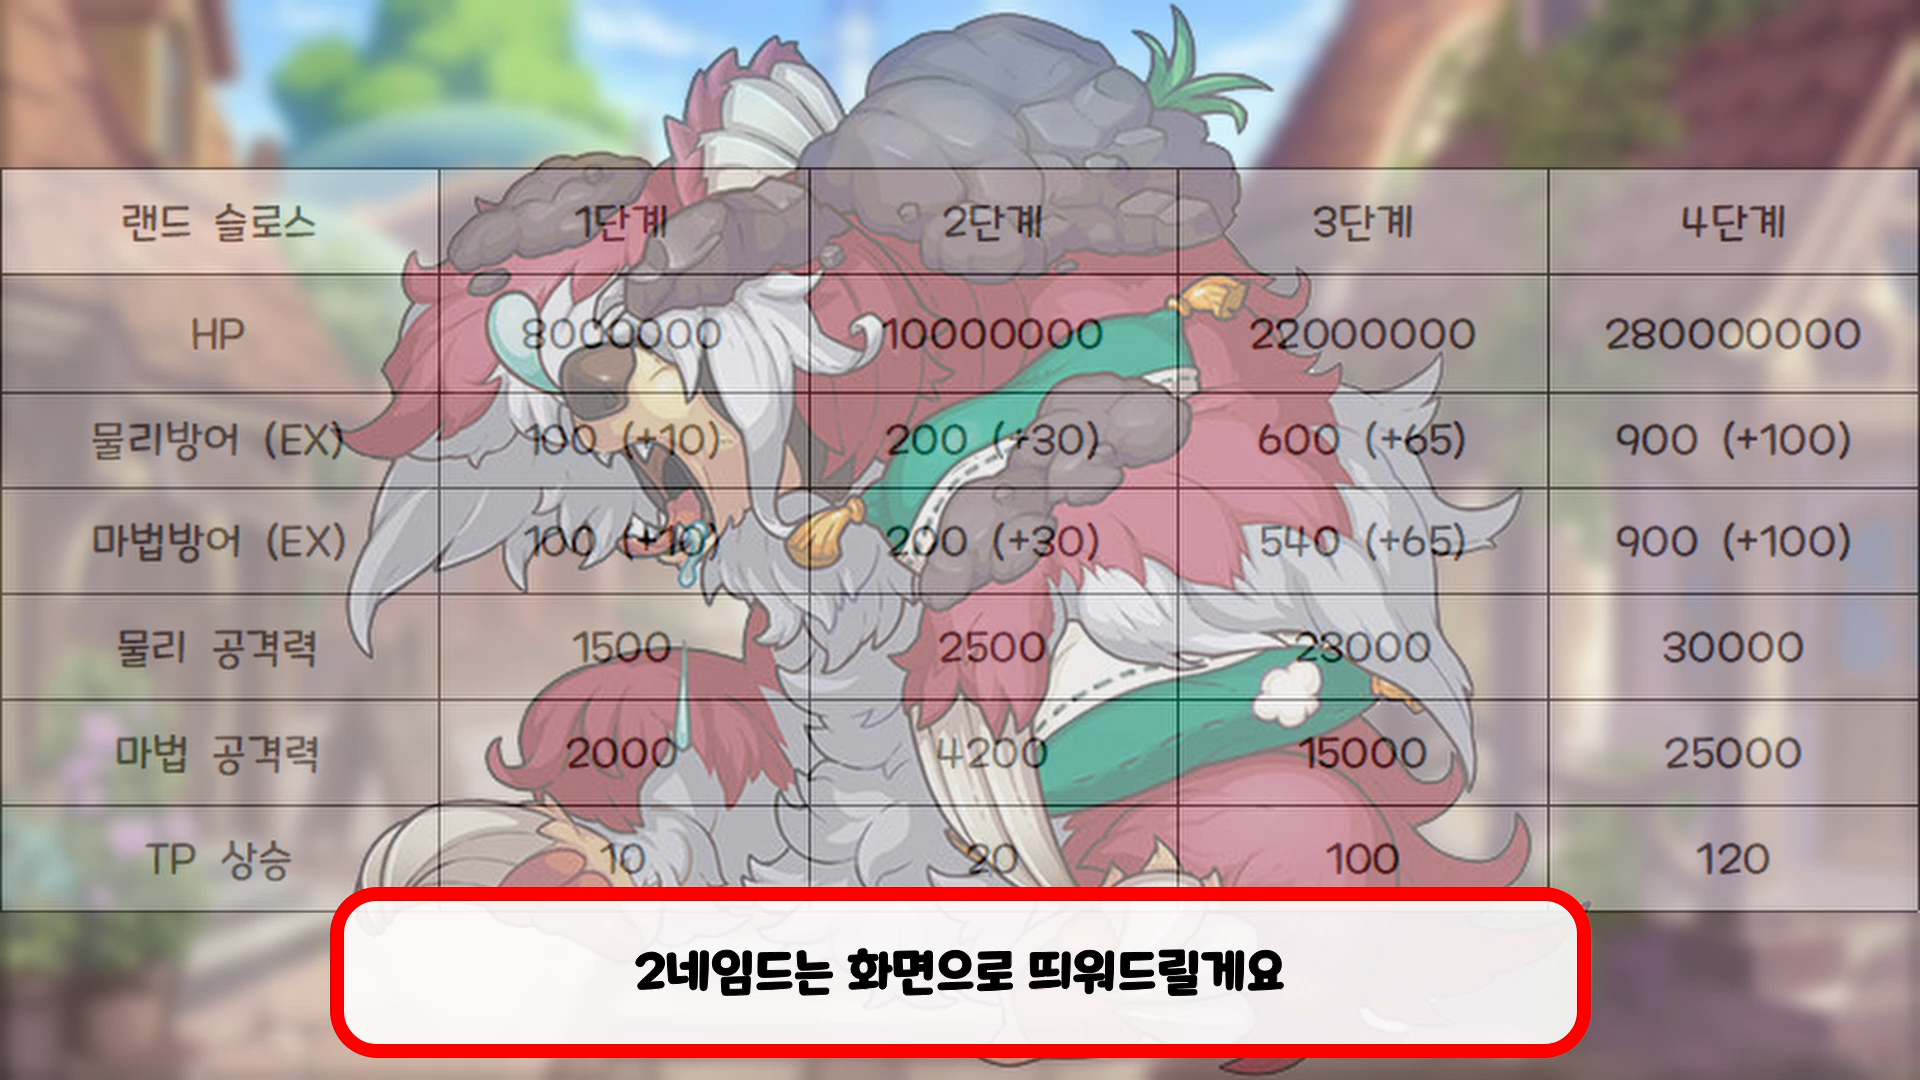 랜드 슬로스 1단계 2단계 3단계 4단계
HP 8000000 10000000 22000000 280000000
물리방어 (EX) 100 (+10) 200 (+30) 600 (+65) 900 (+100)
마법방어 (EX) 100 (+10) 200 (+30) 540 (+65) 900 (+100)
물리 공격력 1500 2500 23000 30000
마법 공격력 2000 4200 15000 25000
TP 상승 10 20 100 120
2네임드는 화면으로 띄워드릴게요